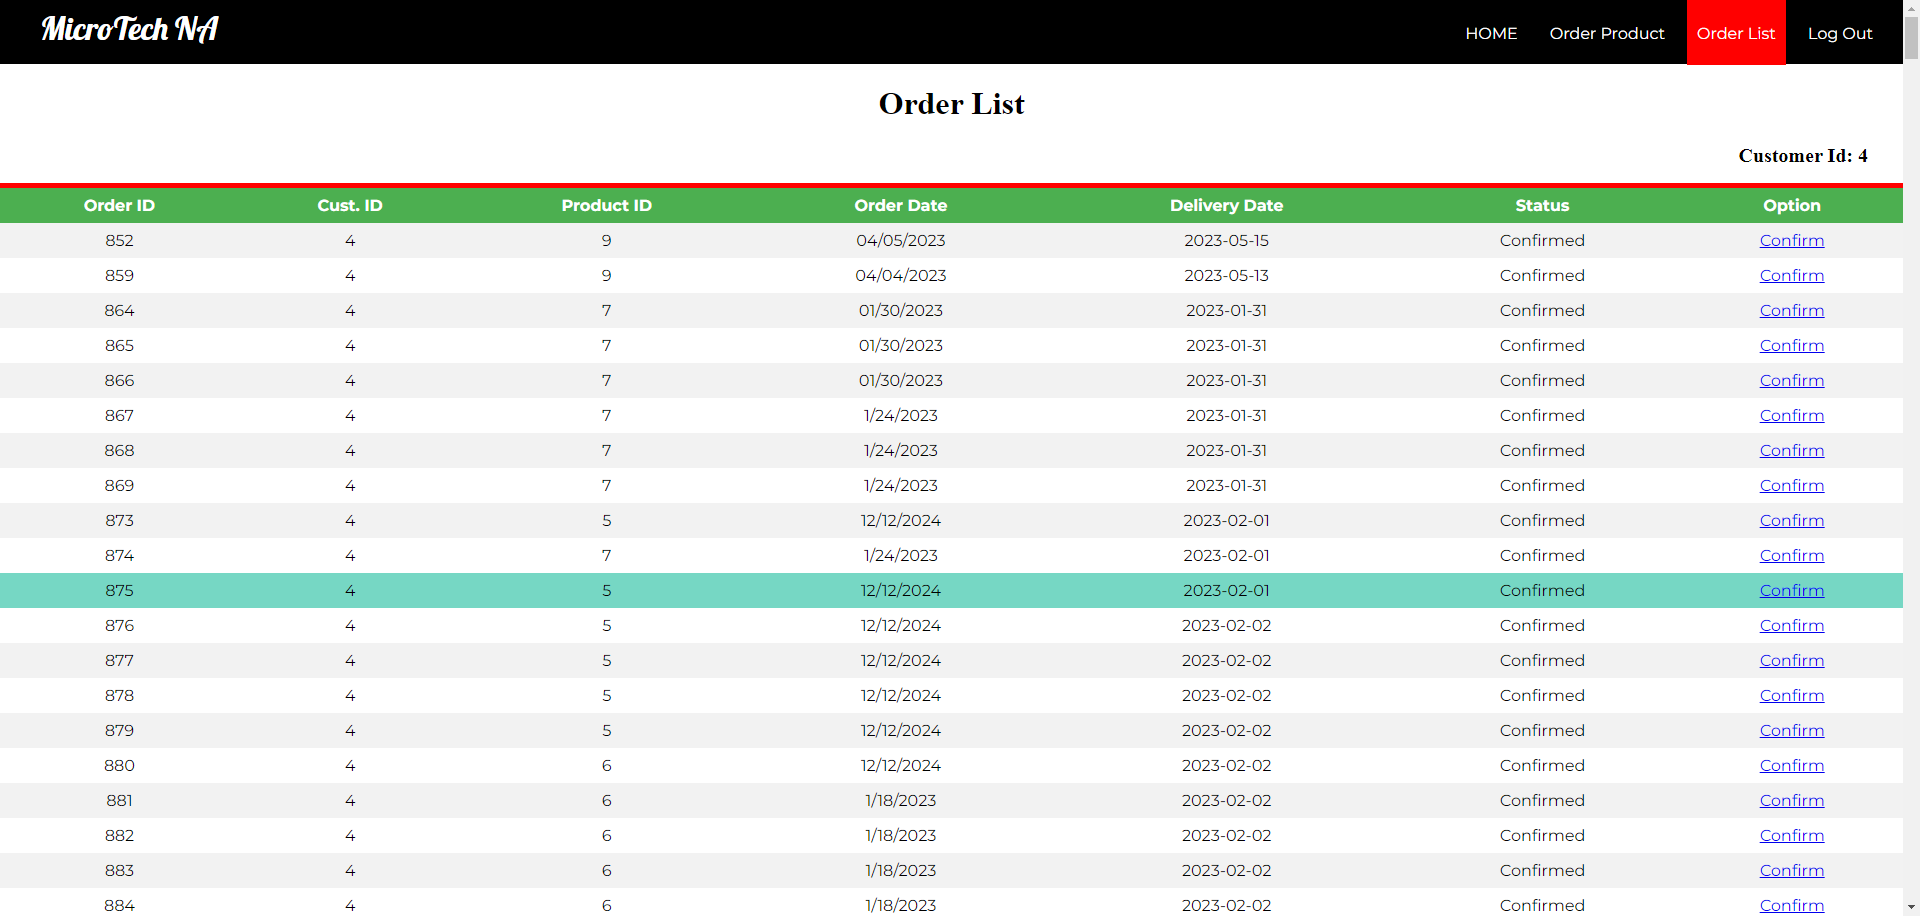 MicroTech NA
HOME Order Product Order List Log Out
Order List
Customer Id: 4
Order ID Cust. ID Product ID Order Date Delivery Date Status Option
852 4 9 04/05/2023 2023-05-15 Confirmed Confirm
859 4 9 04/04/2023 2023-05-13 Confirmed Confirm
864 4 7 01/30/2023 2023-01-31 Confirmed Confirm
865 4 7 01/30/2023 2023-01-31 Confirmed Confirm
866 4 7 01/30/2023 2023-01-31 Confirmed Confirm
867 4 7 1/24/2023 2023-01-31 Confirmed Confirm
868 4 7 1/24/2023 2023-01-31 Confirmed Confirm
869 4 7 1/24/2023 2023-01-31 Confirmed Confirm
873 4 5 12/12/2024 2023-02-01 Confirmed Confirm
874 4 7 1/24/2023 2023-02-01 Confirmed Confirm
875 4 5 12/12/2024 2023-02-01 Confirmed Confirm
876 4 5 12/12/2024 2023-02-02 Confirmed Confirm
877 4 5 12/12/2024 2023-02-02 Confirmed Confirm
878 4 5 12/12/2024 2023-02-02 Confirmed Confirm
879 4 5 12/12/2024 2023-02-02 Confirmed Confirm
880 4 6 12/12/2024 2023-02-02 Confirmed Confirm
881 4 6 1/18/2023 2023-02-02 Confirmed Confirm
882 4 6 1/18/2023 2023-02-02 Confirmed Confirm
883 4 6 1/18/2023 2023-02-02 Confirmed Confirm
884 4 6 1/18/2023 2023-02-02 Confirmed Confirm